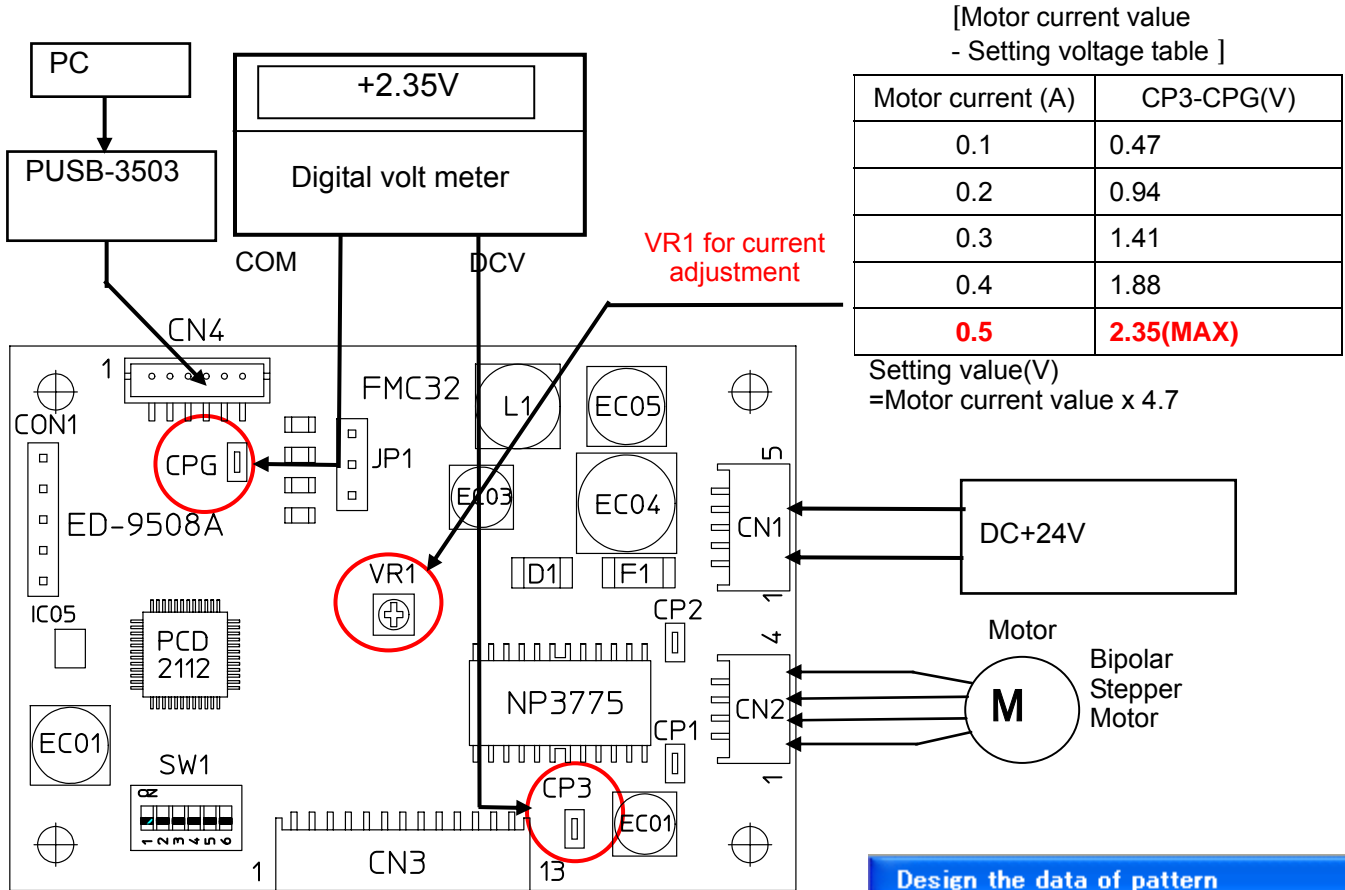 [Motor current value
- Setting voltage table ]
PC
+2.35V
Motor current (A) CP3-CPG(V)
0.1 0.47
PUSB-3503
Digital volt meter
0.2 0.94
0.3 1.41
VR1 for current
adjustment
COM DCV
0.4 1.88
0.5 2.35(MAX)
Setting value(V)
=Motor current value x 4.7
CN4
1
FMC32
L1
EC05
CON1
CPG
JP1
5
EC03
EC04
ED-9508A
CN1
DC+24V
VR1
D1
F1
1
IC05
CP2
PCD
2112
4
Motor
Bipolar
Stepper
Motor
M
NP3775
CN2
EC01
CP1
SW1
1
CP3
ON
1 2 3 4 5 6
EC01
1
CN3
13
Design the data of pattern